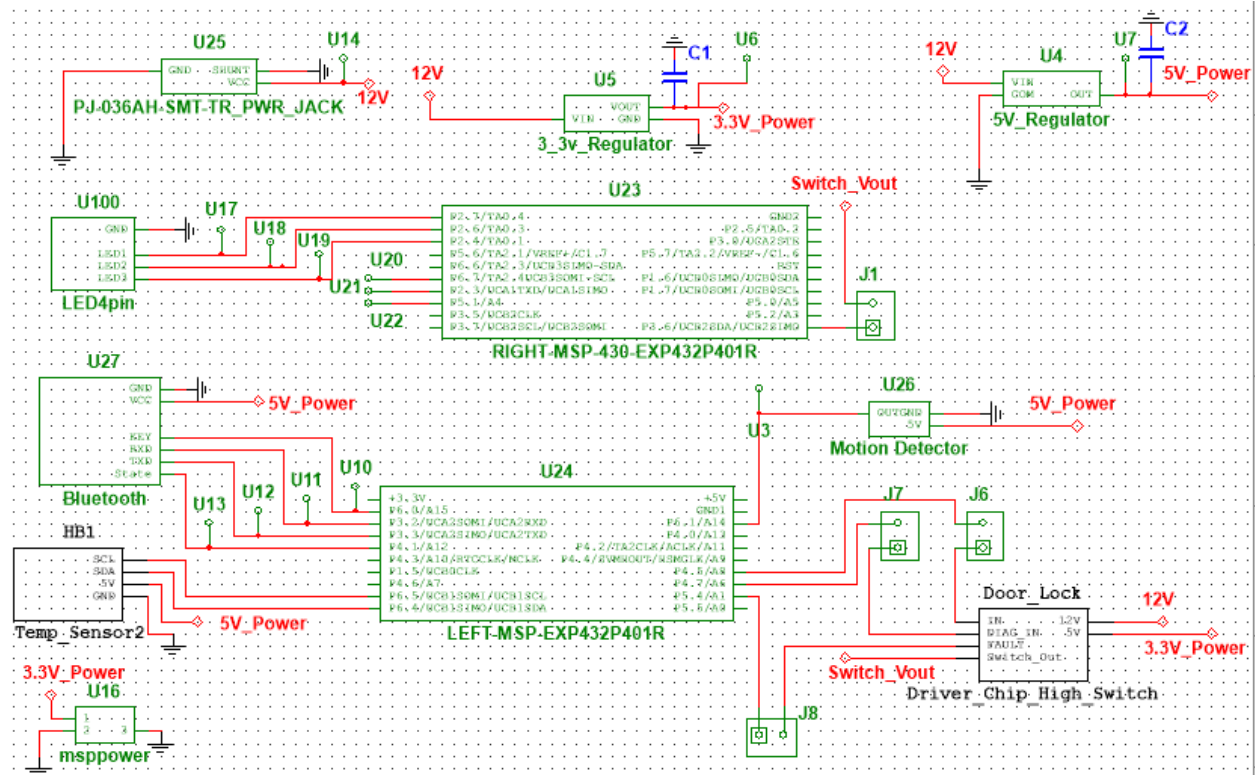 U25
U14
GND SHUNT
VCC
PJ-036AH-SMT-TR_PWR_JACK
12V
12V
C1
U6
U5
VOUT
VIN GND
3.3V_Power
3_3v_Regulator
12V
C2
U7
U4
5V_Power
VIN
COM OUT
5V_Regulator
Switch_Vout
U100
U17
U18
U19
GND
LED1
LED2
LED3
LED4pin
U20
U21
U22
U23
P2.7/TA0.4
P2.6/TA0.3
P2.4/TA0.1
P5.6/TA2.1/VREF+/C1.7
P6.6/TA2.3/UCB3SIMO-SDA
P6.7/TA2.4UCB3SOMI-SCL
P2.3/UCA1TXD/UCA1SIMO
P5.1/A4
P3.5/UCB2CLK
P3.7/UCB2SCL/UCB2SOMI
GND2
P2.5/TA0.2
P3.0/UCA2STE
P5.7/TA2.2/VREF-/C1.6
RST
P1.6/UCB0SIMO/UCB0SDA
P1.7/UCB0SOMI/UCB0SCL
P5.0/A5
P5.2/A3
P3.6/UCB2SDA/UCB2SIMO
RIGHT-MSP-430-EXP432P401R
J1
U27
GND
VCC
5V_Power
KEY
RXD
TXD
State
Bluetooth
U13
U12
U11
U10
HB1
SCL
SDA
5V
GND
Temp_Sensor2
5V_Power
U24
+3.3V
P6.0/A15
P3.2/UCA2SOMI/UCA2RXD
P3.3/UCA2SIMO/UCA2TXD
P4.1/A12
P4.3/A10/RTCCLK/MCLK
P1.5/UCB0CLK
P4.6/A7
P6.5/UCB1SOMI/UCB1SCL
P6.4/UCB1SIMO/UCB1SDA
+5V
GND1
P6.1/A14
P4.0/A13
P4.2/TA2CLK/ACLK/A11
P4.4/SVMHOUT/HSMCLK/A9
P4.5/A8
P5.4/A1
P5.5/A0
LEFT-MSP-EXP432P401R
U3
U26
OUTGND
5V
5V_Power
Motion Detector
J7
J6
Door_Lock
IN 12V
DIAG_IN 5V
FAULT
Switch_Out
12V
3.3V_Power
Switch_Vout
Driver_Chip_High_Switch
J8
3.3V_Power
U16
1
2 3
msppower